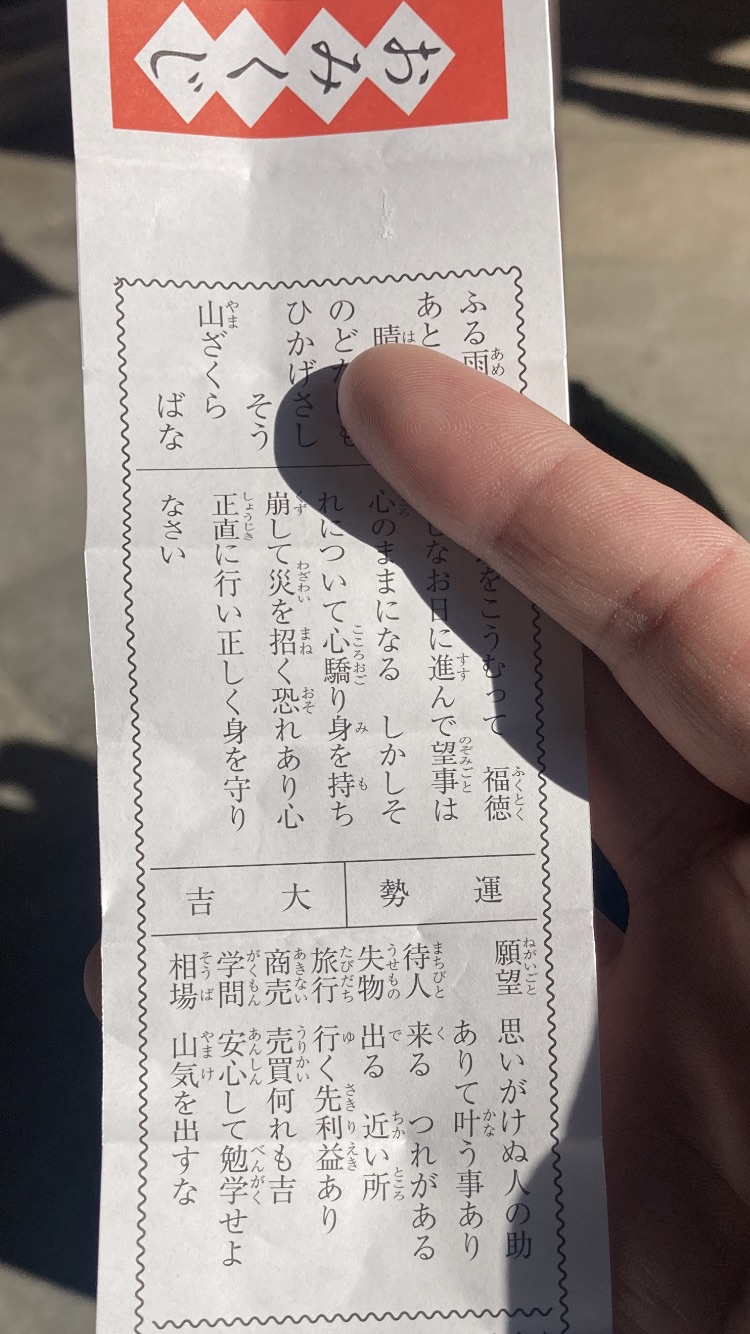 おみくじ
ふる雨
あと
晴
のど
ひかげさし
そう
山ざくら
ばな
をこうむって 福徳
なお日に進んで望事は
心のままになる しかしそ
れについて心驕り身を持ち
崩して災を招く恐れあり心
正直に行い正しく身を守り
なさい
運勢 大吉
願望 思いがけぬ人の助
ありて叶う事あり
待人 来る つれがある
失物 出る 近い所
旅行 行く先利益あり
商売 売買何れも吉
学問 安心して勉学せよ
相場 山気を出すな